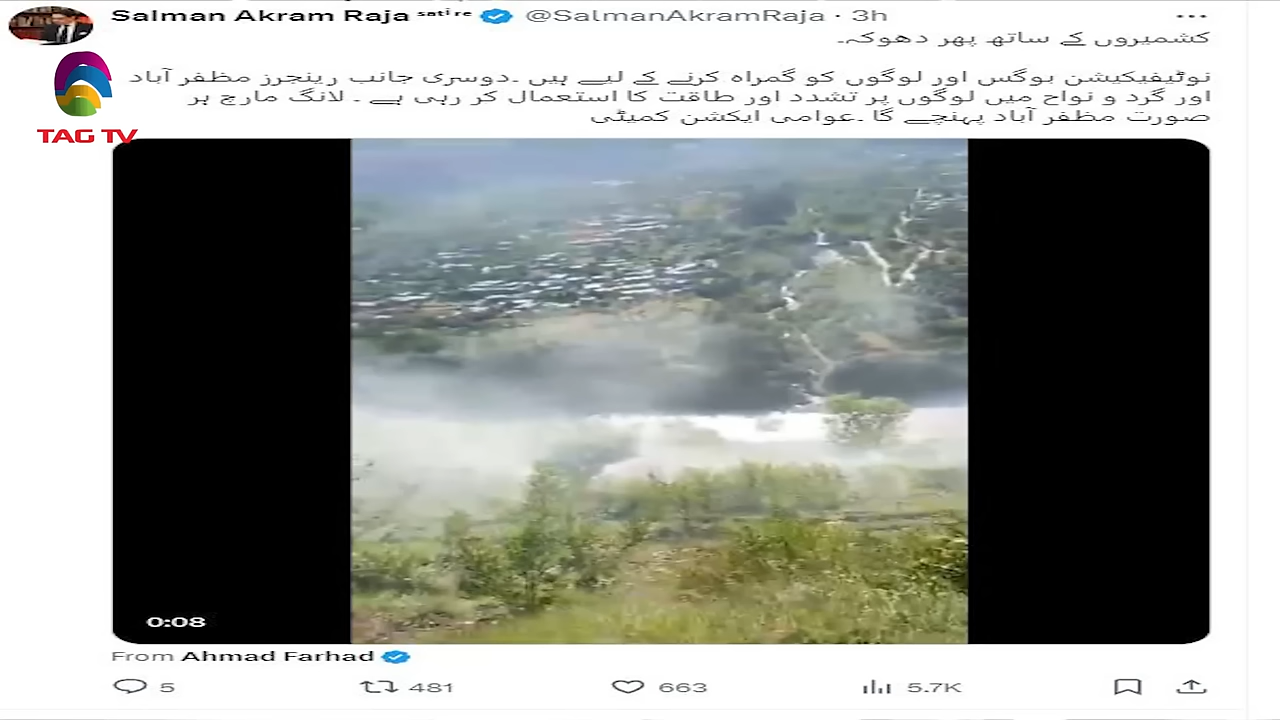 Salman Akram Raja ˢᵃᵗⁱ ʳᵉ @SalmanAkramRaja · 3h
کشمیروں کے ساتھ پھر دھوکہ۔
TAG TV
نوٹیفیکیشن بوگس اور لوگوں کو گمراہ کرنے کے لیے ہیں ۔دوسری جانب رینجرز مظفر آباد
اور گرد و نواح میں لوگوں پر تشدد اور طاقت کا استعمال کر رہی ہے ۔ لانگ مارچ ہر
صورت مظفر آباد پہنچے گا ۔عوامی ایکشن کمیٹی
0:08
From Ahmad Farhad
5 481 663 5.7K